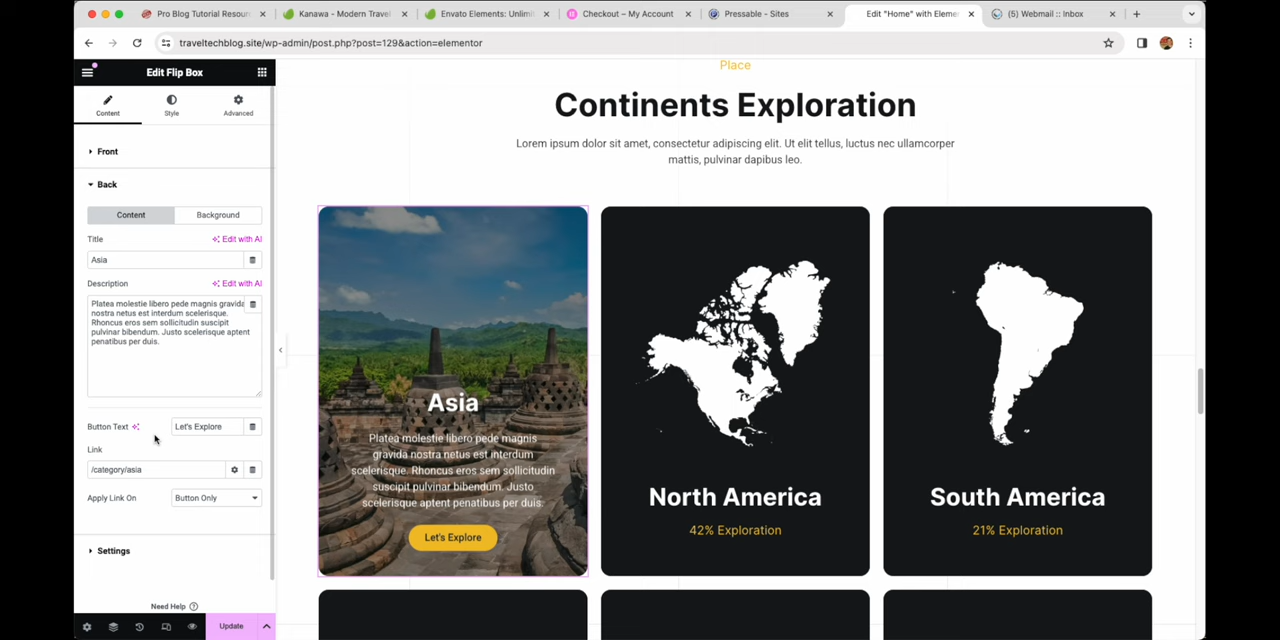 Pro Blog Tutorial Resour
Kanawa - Modern Travel
Envato Elements: Unlimi
Checkout – My Account
Pressable - Sites
Edit "Home" with Elemen
(5) Webmail :: Inbox
traveltechblog.site/wp-admin/post.php?post=129&action=elementor
Edit Flip Box
Content
Style
Advanced
Front
Back
Content
Background
Title
Edit with AI
Asia
Description
Edit with AI
Platea molestie libero pede magnis gravida
nostra netus est interdum scelerisque.
Rhoncus eros sem sollicitudin suscipit
pulvinar bibendum. Justo scelerisque aptent
penatibus per duis.
Button Text
Let's Explore
Link
/category/asia
Apply Link On
Button Only
Settings
Need Help
Update
Place
Continents Exploration
Lorem ipsum dolor sit amet, consectetur adipiscing elit. Ut elit tellus, luctus nec ullamcorper
mattis, pulvinar dapibus leo.
Asia
Platea molestie libero pede magnis
gravida nostra netus est interdum
scelerisque. Rhoncus eros sem sollicitudin
suscipit pulvinar bibendum. Justo
scelerisque aptent penatibus per duis.
Let's Explore
North America
42% Exploration
South America
21% Exploration